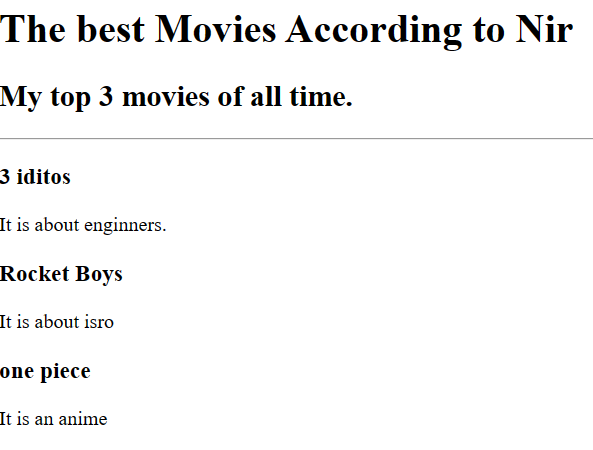 The best Movies According to Nir
My top 3 movies of all time.
3 iditos
It is about enginners.
Rocket Boys
It is about isro
one piece
It is an anime